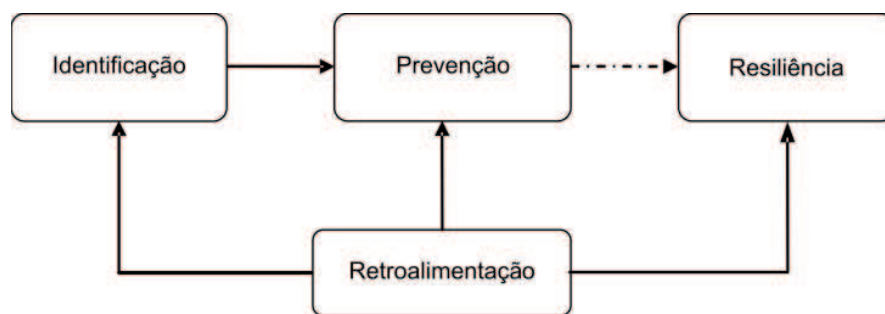 Identificação
Prevenção
Resiliência
Retroalimentação